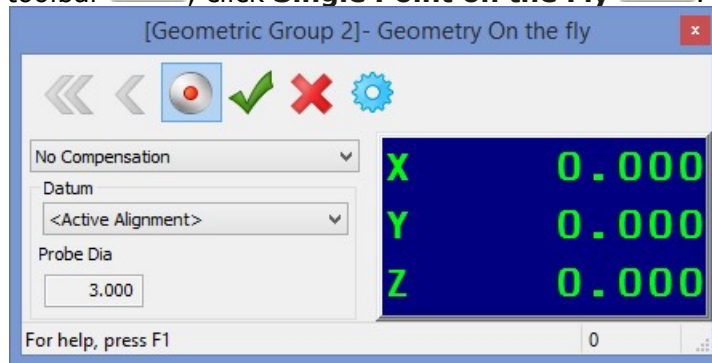 toolbar , click Single Point on the Fly .
[Geometric Group 2]- Geometry On the fly
x
No Compensation
Datum
<Active Alignment>
Probe Dia
3.000
X 0.000
Y 0.000
Z 0.000
For help, press F1 0